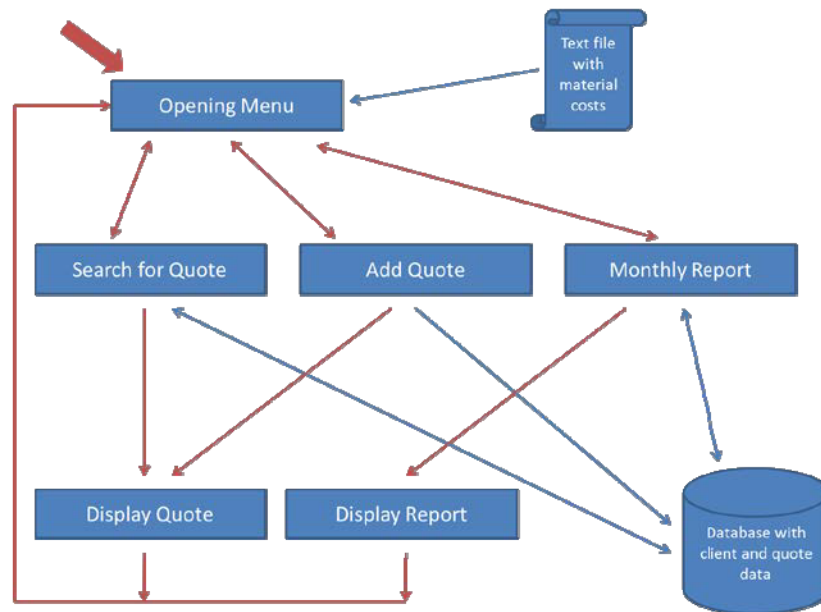 Text file
with
material
costs
Opening Menu
Search for Quote
Add Quote
Monthly Report
Display Quote
Display Report
Database with
client and quote
data